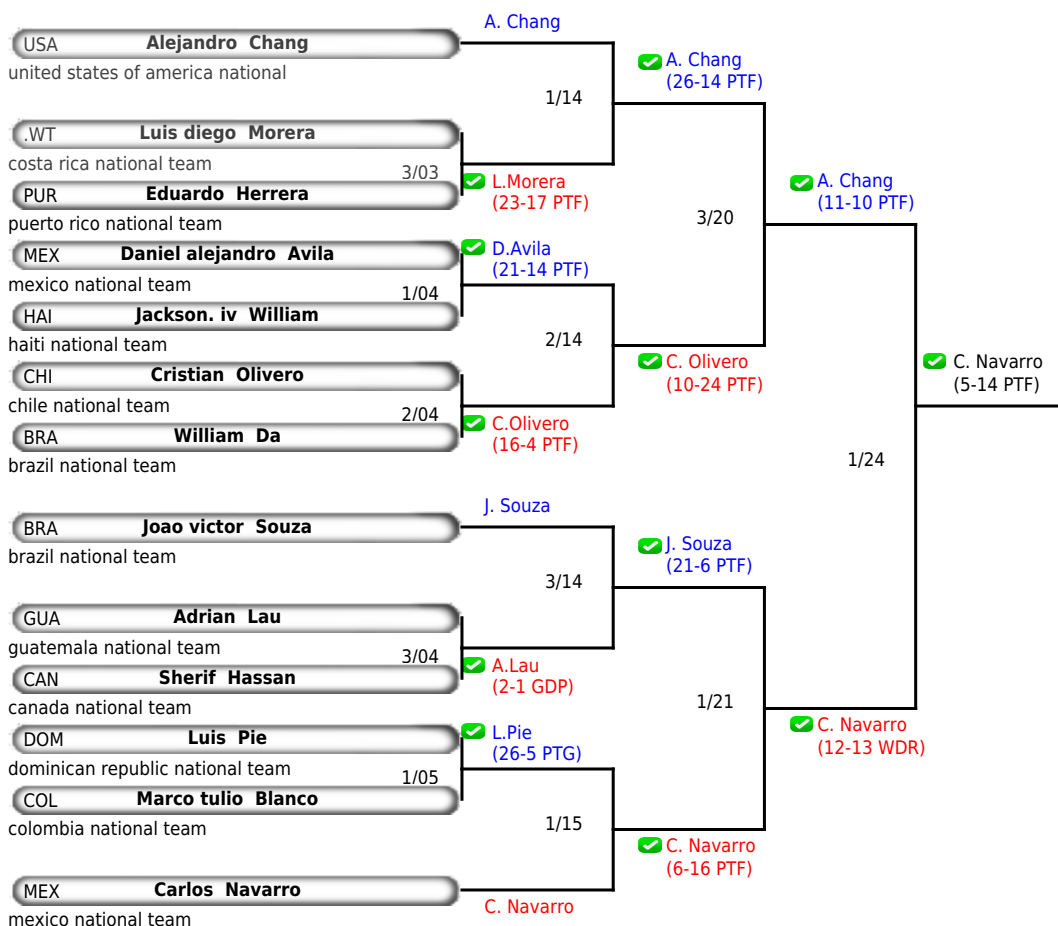 A. Chang
USA Alejandro Chang
united states of america national
A. Chang
(26-14 PTF)
1/14
.WT Luis diego Morera
costa rica national team
3/03
L.Morera
(23-17 PTF)
PUR Eduardo Herrera
puerto rico national team
A. Chang
(11-10 PTF)
3/20
MEX Daniel alejandro Avila
mexico national team
D.Avila
(21-14 PTF)
1/04
HAI Jackson. iv William
haiti national team
2/14
CHI Cristian Olivero
chile national team
C. Olivero
(10-24 PTF)
C. Navarro
(5-14 PTF)
2/04
C.Olivero
(16-4 PTF)
BRA William Da
brazil national team
1/24
J. Souza
BRA Joao victor Souza
brazil national team
J. Souza
(21-6 PTF)
3/14
GUA Adrian Lau
guatemala national team
3/04
A.Lau
(2-1 GDP)
CAN Sherif Hassan
canada national team
1/21
DOM Luis Pie
dominican republic national team
L.Pie
(26-5 PTG)
C. Navarro
(12-13 WDR)
1/05
COL Marco tulio Blanco
colombia national team
1/15
C. Navarro
(6-16 PTF)
MEX Carlos Navarro
mexico national team
C. Navarro